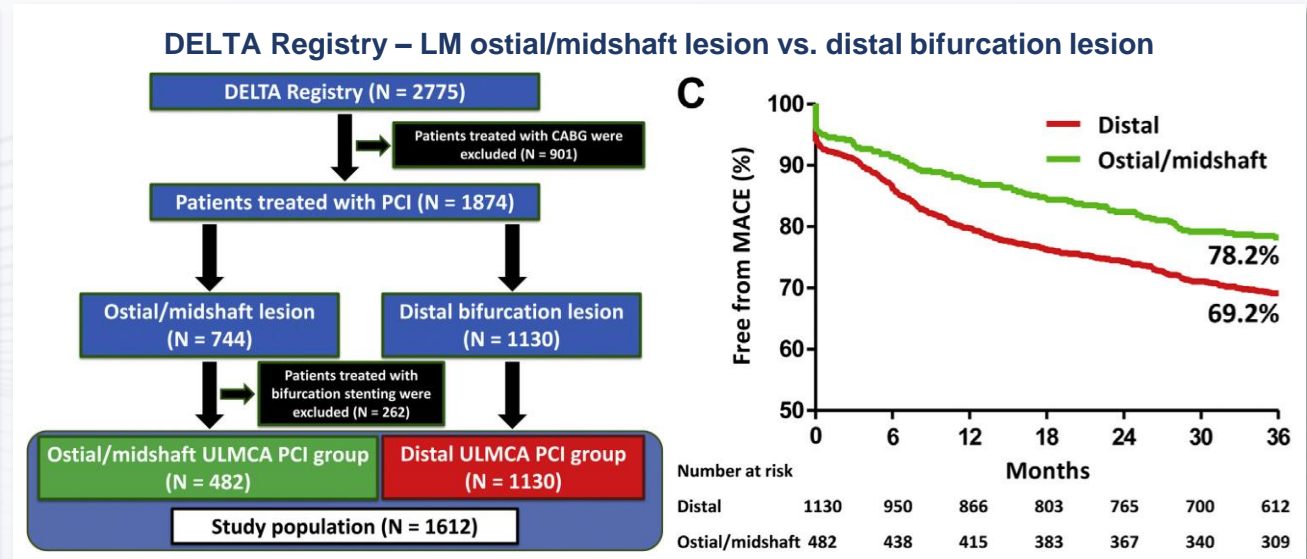 DELTA Registry – LM ostial/midshaft lesion vs. distal bifurcation lesion
DELTA Registry (N = 2775)
Patients treated with CABG were
excluded (N = 901)
Patients treated with PCI (N = 1874)
Ostial/midshaft lesion
(N = 744)
Distal bifurcation lesion
(N = 1130)
Patients treated with
bifurcation stenting were
excluded (N = 262)
Ostial/midshaft ULMCA PCI group
(N = 482)
Distal ULMCA PCI group
(N = 1130)
Study population (N = 1612)
C
Free from MACE (%)
100
90
80
70
60
50
Distal
Ostial/midshaft
78.2%
69.2%
0 6 12 18 24 30 36
Months
Number at risk
Distal 1130 950 866 803 765 700 612
Ostial/midshaft 482 438 415 383 367 340 309